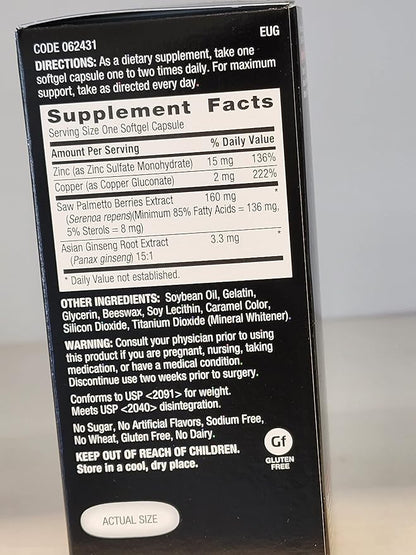 CODE 062431 EUG
DIRECTIONS: As a dietary supplement, take one
softgel capsule one to two times daily. For maximum
support, take as directed every day.
Supplement Facts
Serving Size One Softgel Capsule
Amount Per Serving % Daily Value
Zinc (as Zinc Sulfate Monohydrate) 15 mg 136%
Copper (as Copper Gluconate) 2 mg 222%
Saw Palmetto Berries Extract 160 mg *
(Serenoa repens)(Minimum 85% Fatty Acids = 136 mg,
5% Sterols = 8 mg)
Asian Ginseng Root Extract 3.3 mg *
(Panax ginseng) 15:1
* Daily Value not established.
OTHER INGREDIENTS: Soybean Oil, Gelatin,
Glycerin, Beeswax, Soy Lecithin, Caramel Color,
Silicon Dioxide, Titanium Dioxide (Mineral Whitener).
WARNING: Consult your physician prior to using
this product if you are pregnant, nursing, taking
medication, or have a medical condition.
Discontinue use two weeks prior to surgery.
Conforms to USP <2091> for weight.
Meets USP <2040> disintegration.
No Sugar, No Artificial Flavors, Sodium Free,
No Wheat, Gluten Free, No Dairy.
KEEP OUT OF REACH OF CHILDREN.
Store in a cool, dry place.
Gf
GLUTEN
FREE
ACTUAL SIZE